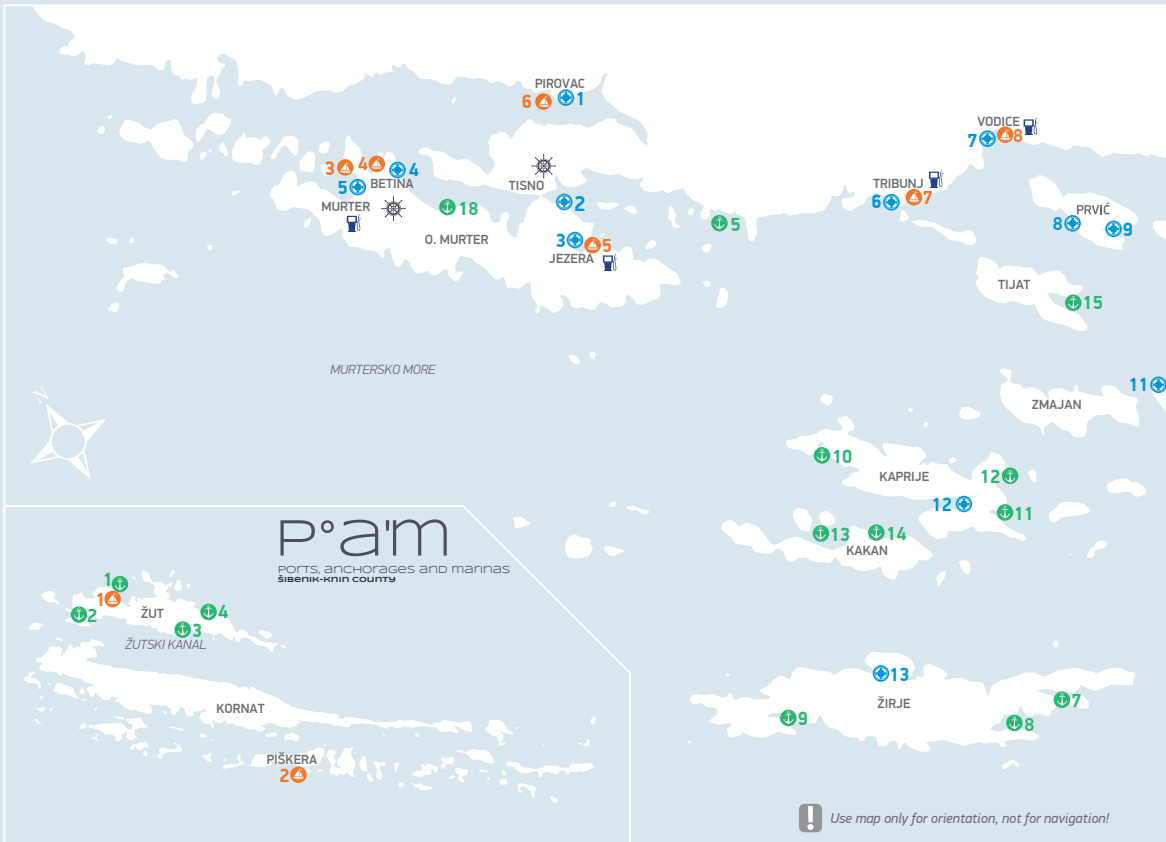 PIROVAC
6 1
VODICE
7 8
3 4 4
5 BETINA
TISNO
TRIBUNJ
6 7
MURTER
18
2
5
PRVIĆ
8 9
O. MURTER
3 5
JEZERA
TIJAT
15
MURTERSKO MORE
11
N
ZMAJAN
10
KAPRIJE
12
12
11
P°a'm
PORTS, ANCHORAGES AND MARINAS
ŠIBENIK-KNIN COUNTY
13 14
KAKAN
1
1
2
ŽUT
4
3
ŽUTSKI KANAL
13
ŽIRJE
7
9
8
KORNAT
PIŠKERA
2
! Use map only for orientation, not for navigation!